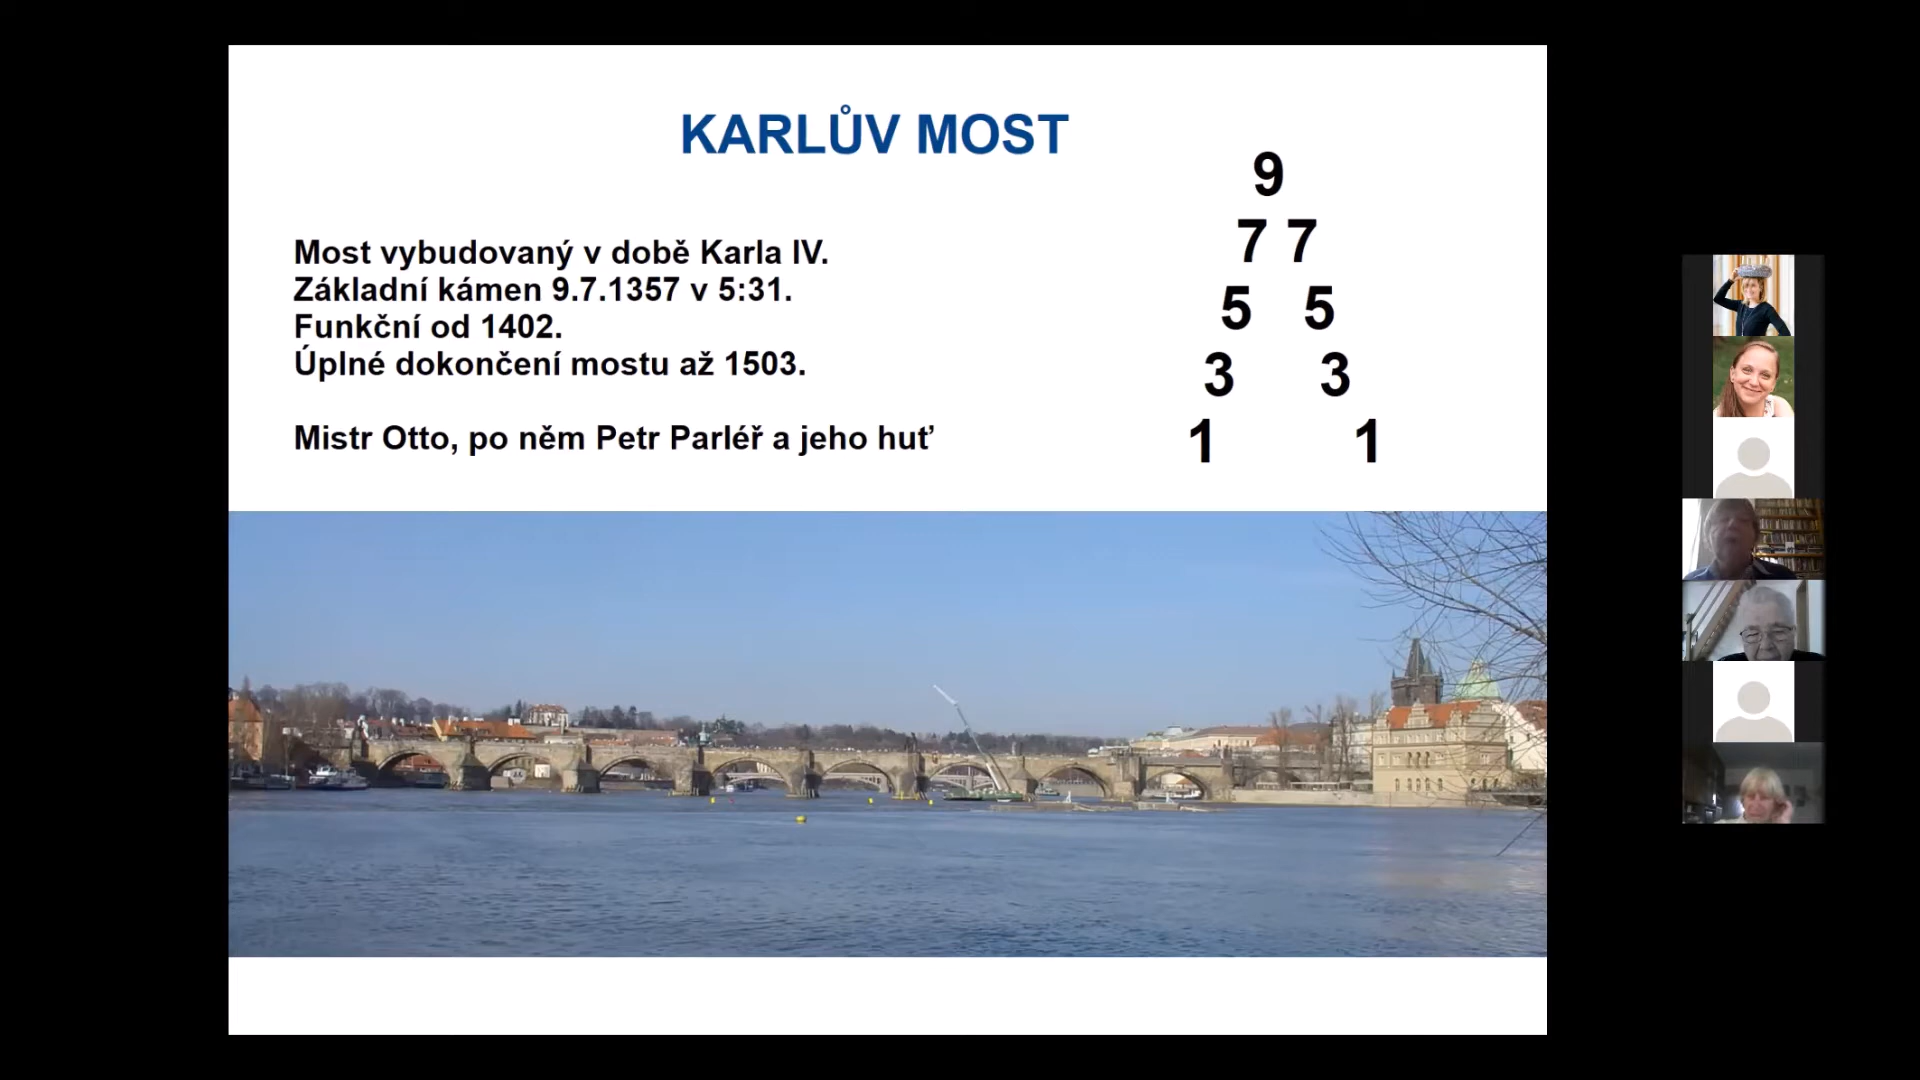 KARLŮV MOST
Most vybudovaný v době Karla IV.
Základní kámen 9.7.1357 v 5:31.
Funkční od 1402.
Úplné dokončení mostu až 1503.
Mistr Otto, po něm Petr Parléř a jeho huť
9
7 7
5 5
3 3
1 1